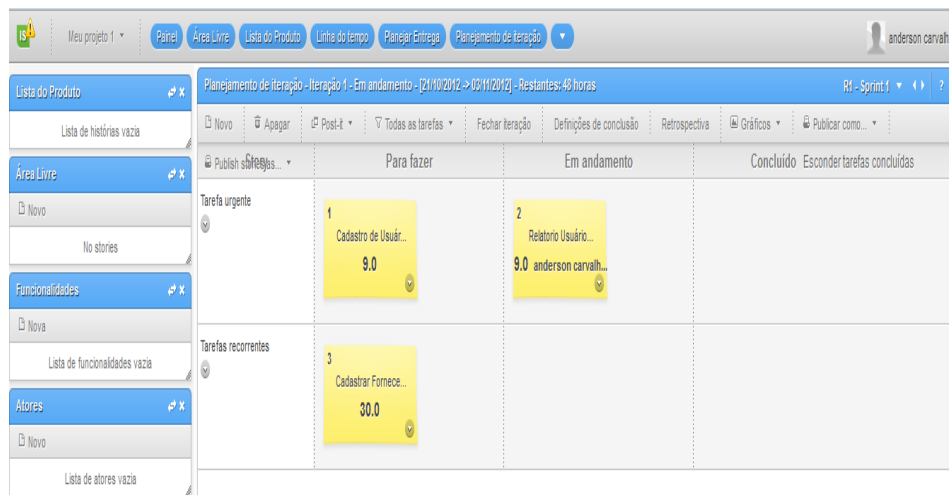 iS
Meu projeto 1
Painel
Área Livre
Lista do Produto
Linha do tempo
Planejar Entrega
Planejamento de iteração
anderson carvalh
Lista do Produto
Lista de histórias vazia
Área Livre
Novo
No stories
Funcionalidades
Nova
Lista de funcionalidades vazia
Atores
Novo
Lista de atores vazia
Planejamento de iteração - Iteração 1 - Em andamento - [21/10/2012 -> 03/11/2012] - Restantes: 48 horas
R1 - Sprint 1
?
Novo
Apagar
Post-it
Todas as tarefas
Fechar iteração
Definições de conclusão
Retrospectiva
Gráficos
Publicar como...
Story
Para fazer
Em andamento
Concluído
Esconder tarefas concluídas
Tarefa urgente
1
Cadastro de Usuár...
9.0
2
Relatorio Usuário...
9.0 anderson carvalh...
Tarefas recorrentes
3
Cadastrar Fornece...
30.0